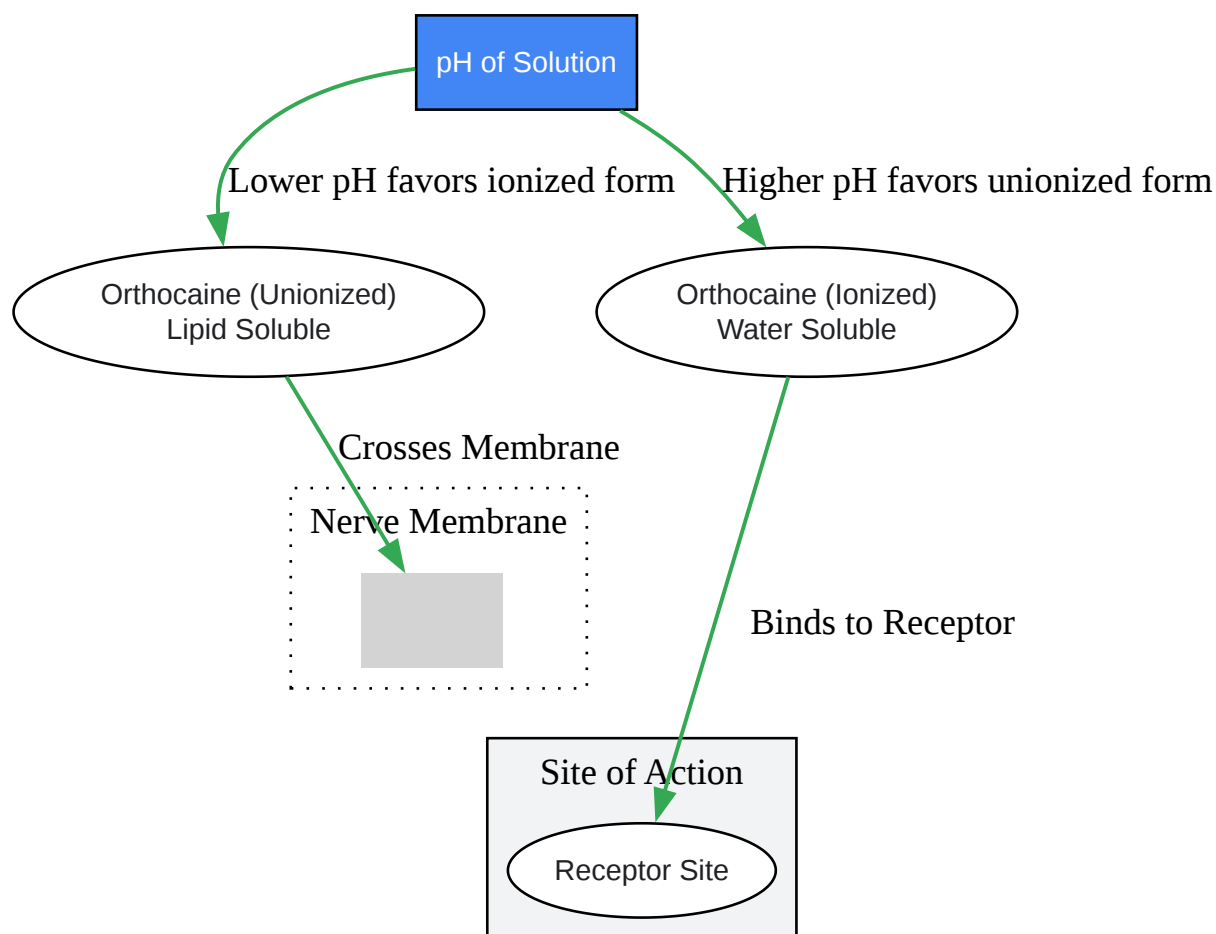 pH of Solution
Lower pH favors ionized form
Higher pH favors unionized form
Orthocaine (Unionized)
Lipid Soluble
Orthocaine (Ionized)
Water Soluble
Crosses Membrane
Nerve Membrane
Binds to Receptor
Site of Action
Receptor Site